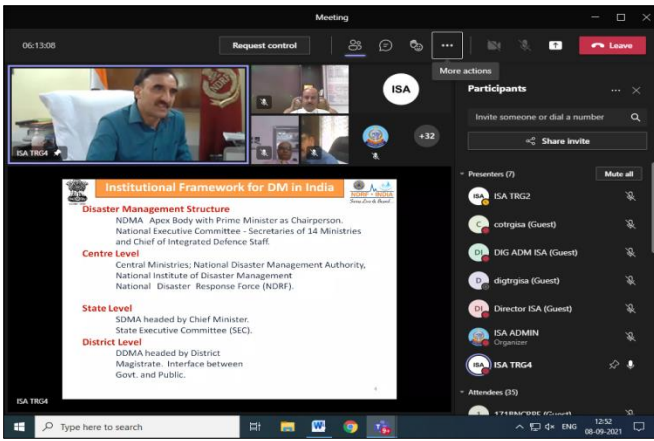 Meeting
06:13:08
Request control
Leave
More actions
ISA
+32
ISA TRG4
Participants
Invite someone or dial a number
Share invite
Presenters (7)
Mute all
ISA
ISA TRG2
C
cotrgisa (Guest)
DI
DIG ADM ISA (Guest)
D
digtrgisa (Guest)
DI
Director ISA (Guest)
ISA ADMIN
Organizer
ISA
ISA TRG4
Attendees (35)
Institutional Framework for DM in India
NDRF • INDIA
Disaster Management Structure
NDMA Apex Body with Prime Minister as Chairperson.
National Executive Committee - Secretaries of 14 Ministries
and Chief of Integrated Defence Staff.
Centre Level
Central Ministries; National Disaster Management Authority,
National Institute of Disaster Management
National Disaster Response Force (NDRF).
State Level
SDMA headed by Chief Minister.
State Executive Committee (SEC).
District Level
DDMA headed by District
Magistrate. Interface between
Govt. and Public.
ISA TRG4
Type here to search
ENG
12:52
08-09-2021